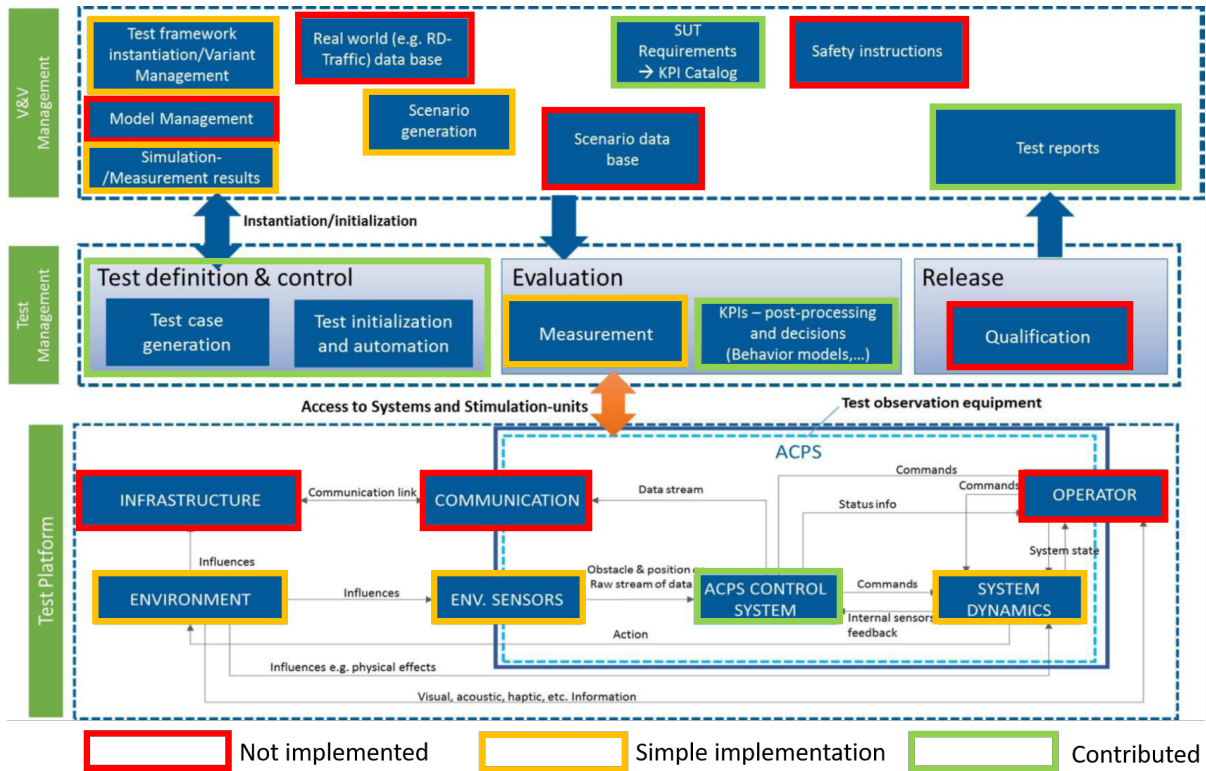 V&V
Management
Test framework
instantiation/Variant
Management
Real world (e.g. RD-
Traffic) data base
SUT
Requirements
→ KPI Catalog
Safety instructions
Model Management
Scenario
generation
Scenario data
base
Test reports
Simulation-
/Measurement results
Instantiation/initialization
Test
Management
Test definition & control
Test case
generation
Test initialization
and automation
Evaluation
Measurement
KPIs – post-processing
and decisions
(Behavior models,...)
Release
Qualification
Access to Systems and Stimulation-units
Test observation equipment
Test Platform
ACPS
INFRASTRUCTURE
Communication link
COMMUNICATION
Data stream
Commands
Commands
OPERATOR
Status info
System state
Influences
ENVIRONMENT
Influences
ENV. SENSORS
Obstacle & position
Raw stream of data
ACPS CONTROL
SYSTEM
Commands
Internal sensors
feedback
SYSTEM
DYNAMICS
Action
Influences e.g. physical effects
Visual, acoustic, haptic, etc. Information
Not implemented
Simple implementation
Contributed